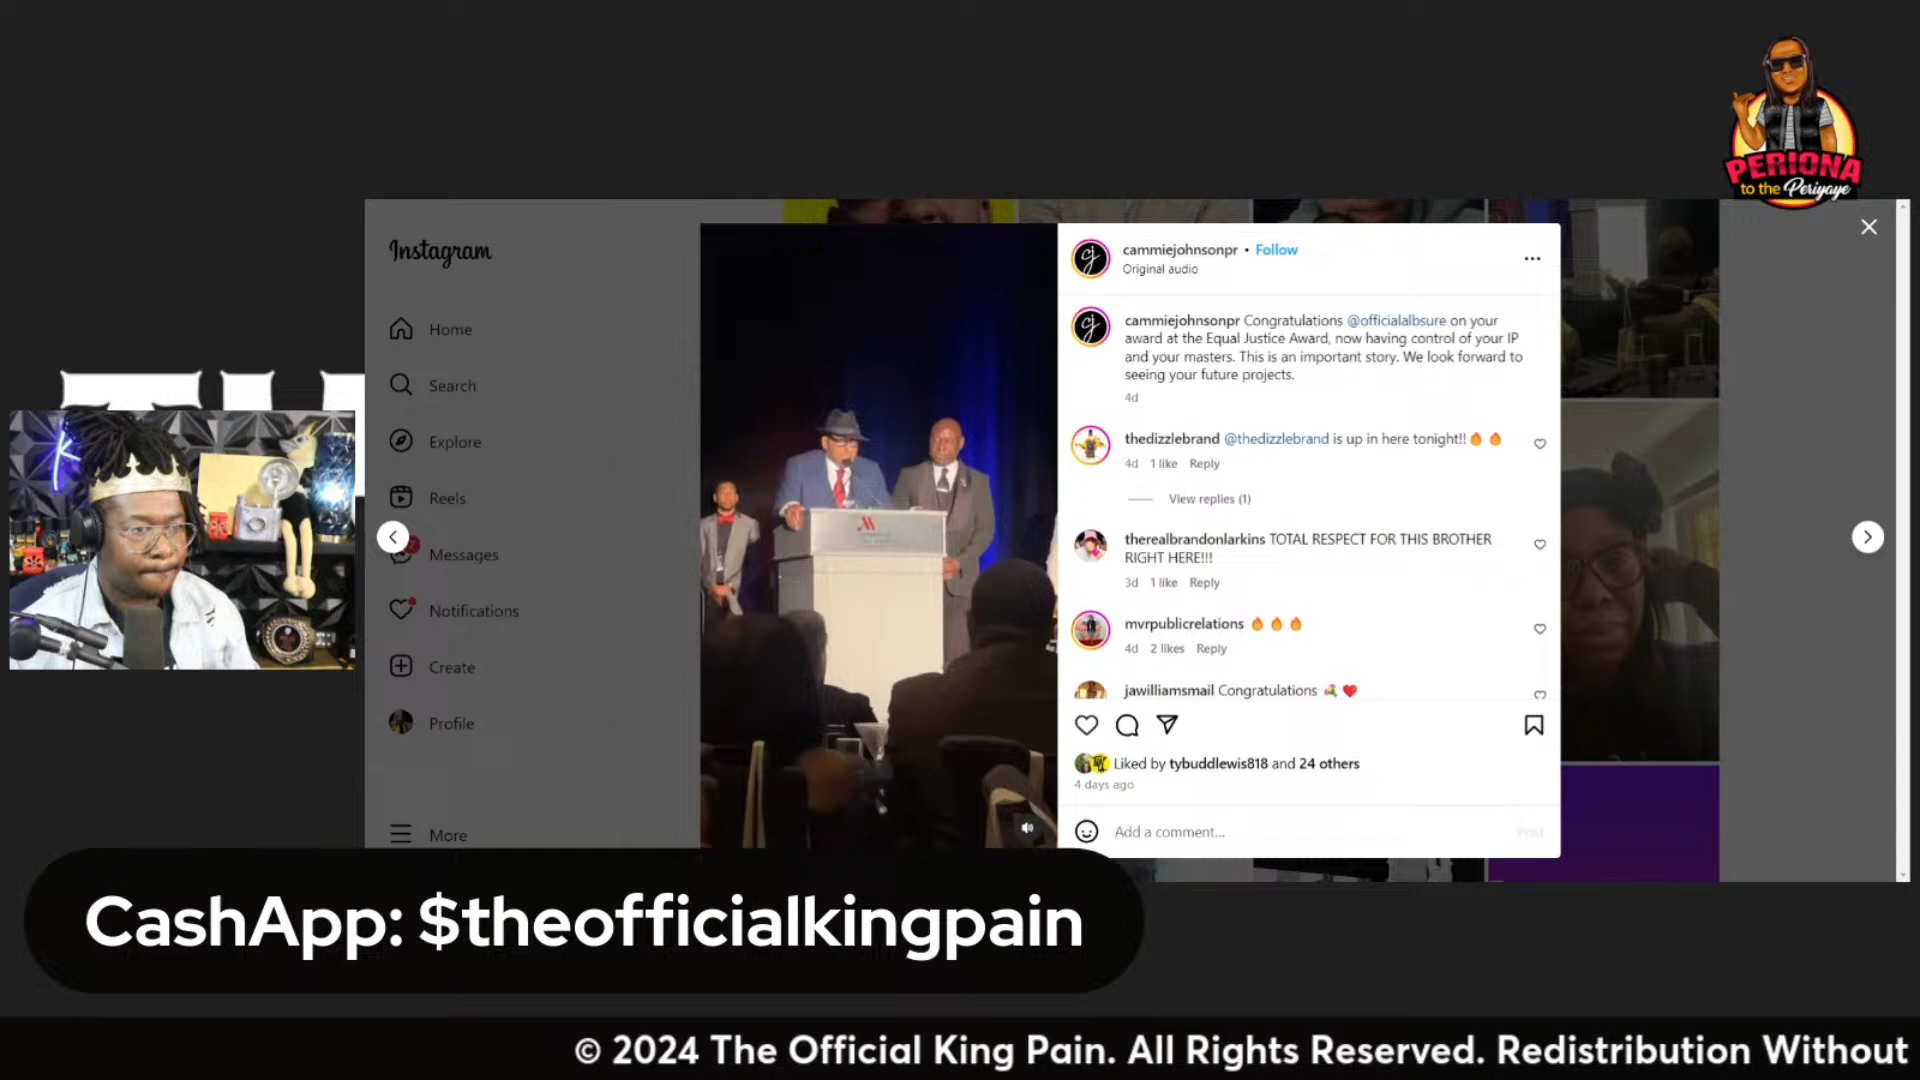 PERIONA
to the Periyaye
Instagram
Home
Search
Explore
Reels
Messages
Notifications
Create
Profile
More
cammiejohnsonpr • Follow
Original audio
cammiejohnsonpr Congratulations @officialalbsure on your
award at the Equal Justice Award, now having control of your IP
and your masters. This is an important story. We look forward to
seeing your future projects.
4d
thedizzlebrand @thedizzlebrand is up in here tonight!!🔥🔥
4d 1 like Reply
View replies (1)
therealbrandonlarkins TOTAL RESPECT FOR THIS BROTHER
RIGHT HERE!!!
3d 1 like Reply
mvrpublicrelations 🔥🔥🔥
4d 2 likes Reply
jawilliamsmail Congratulations 💐❤️
Liked by tybuddlewis818 and 24 others
4 days ago
Add a comment...
Post
CashApp: $theofficialkingpain
© 2024 The Official King Pain. All Rights Reserved. Redistribution Without